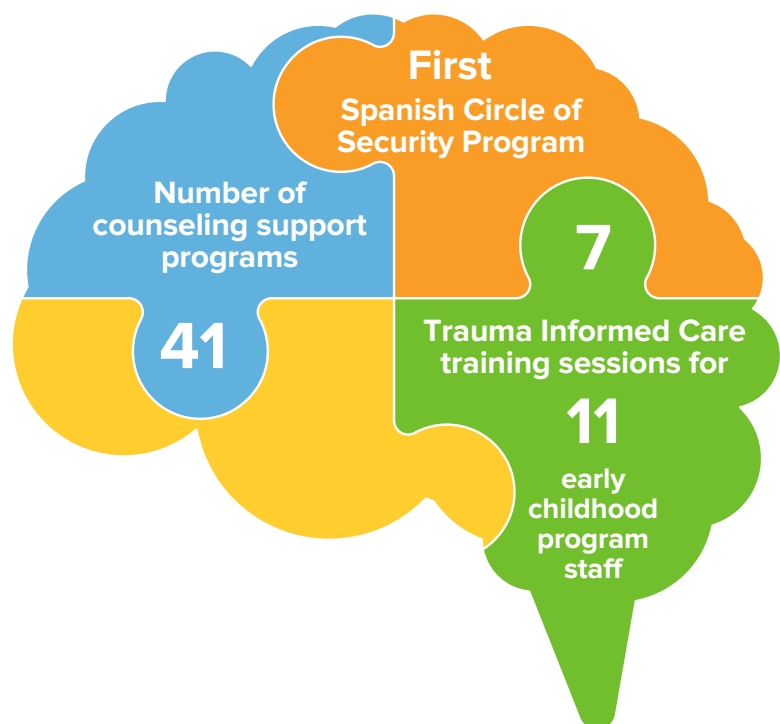 First
Spanish Circle of
Security Program
Number of
counseling support
programs
41
7
Trauma Informed Care
training sessions for
11
early
childhood
program
staff